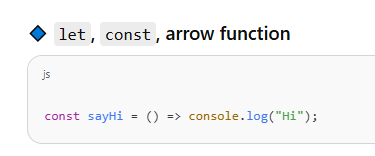 let, const, arrow function
js
const sayHi = () => console.log("Hi");